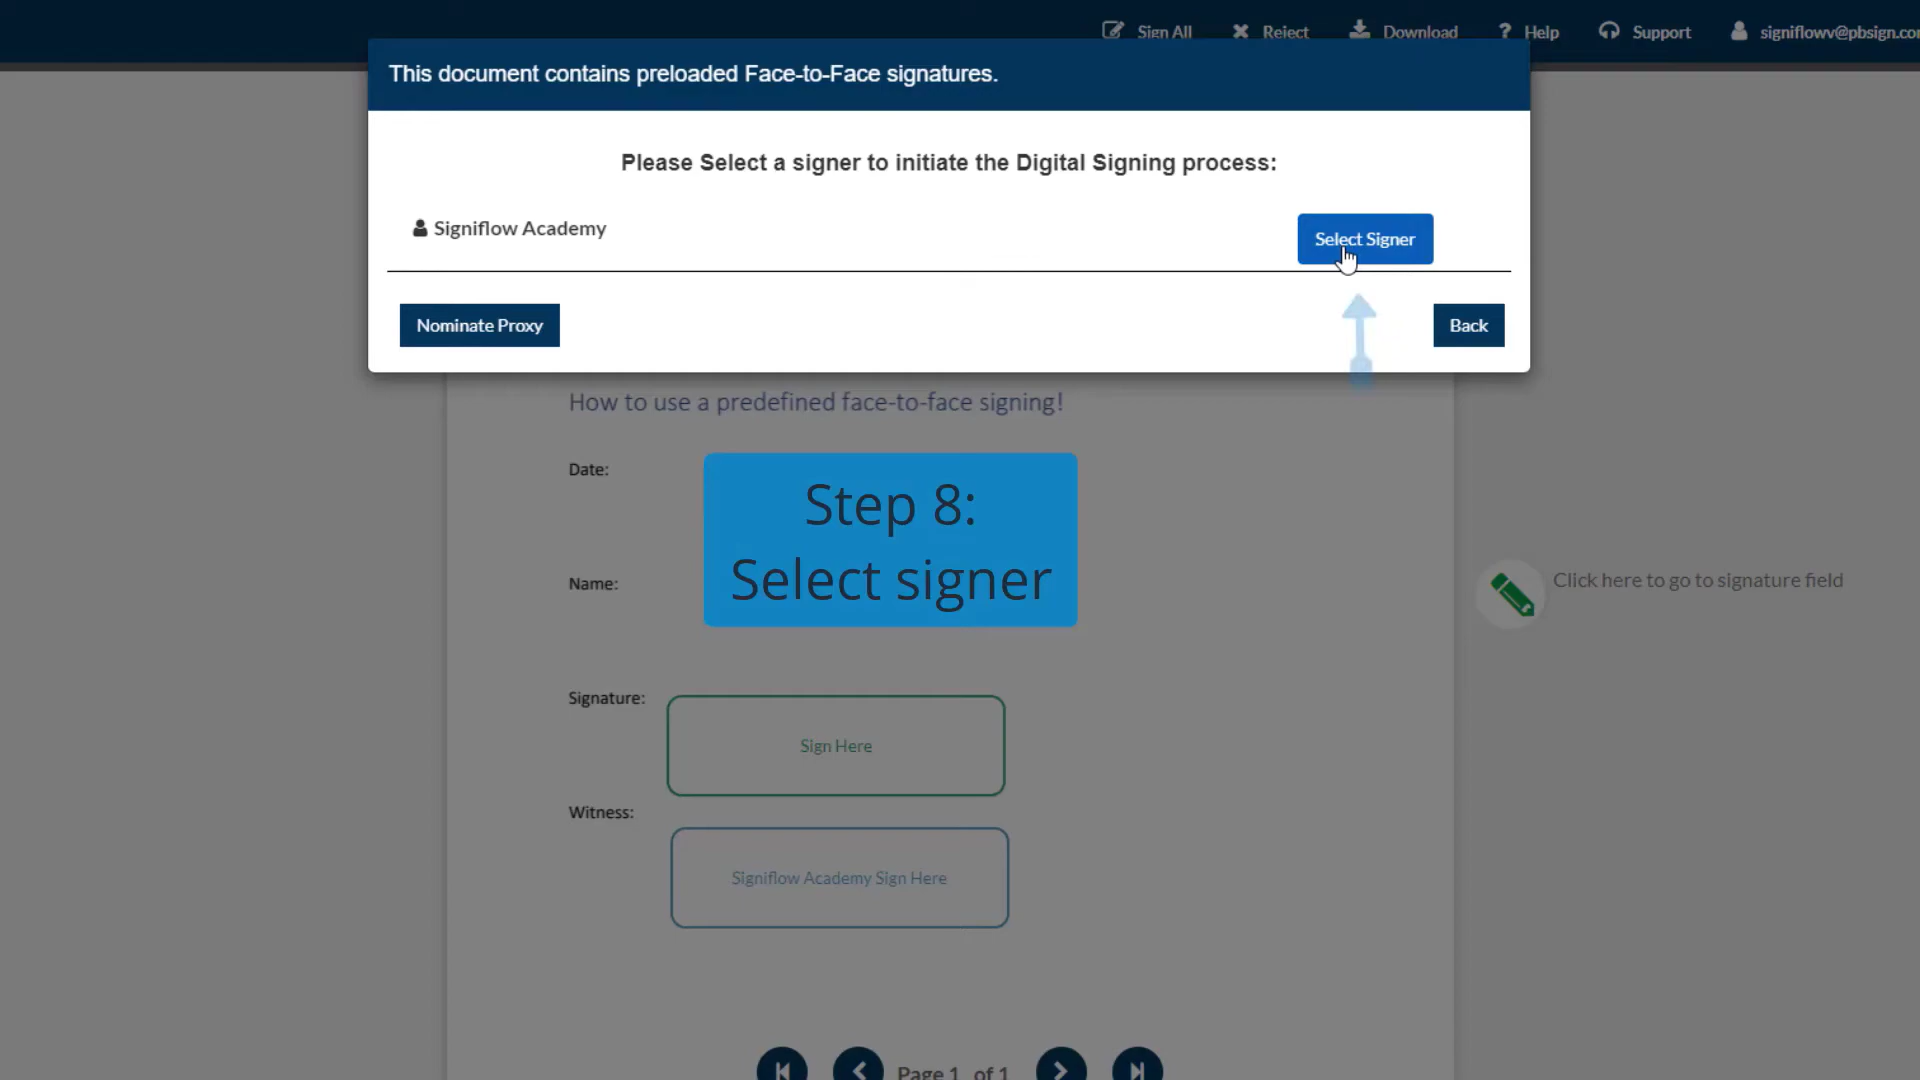 Sign All Reject Download Help Support signiflowv@pbsign.co
This document contains preloaded Face-to-Face signatures.
Please Select a signer to initiate the Digital Signing process:
Signiflow Academy
Select Signer
Nominate Proxy
Back
How to use a predefined face-to-face signing!
Date:
Step 8:
Select signer
Name:
Click here to go to signature field
Signature:
Sign Here
Witness:
Signiflow Academy Sign Here
Page 1 of 1